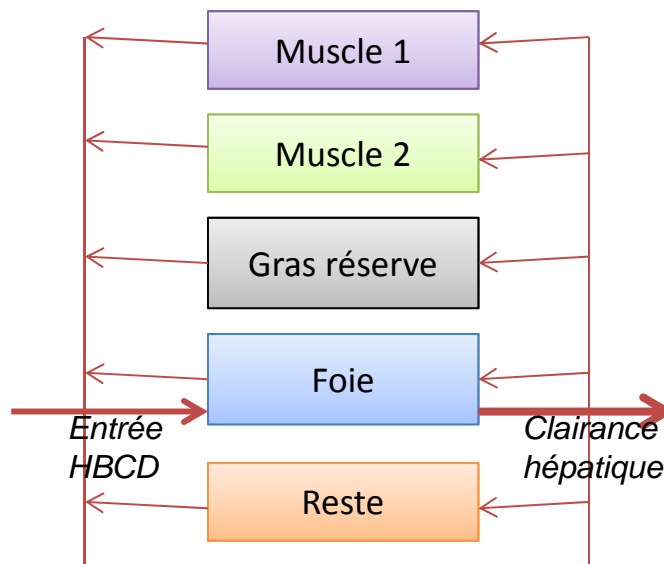 Muscle 1
Muscle 2
Gras réserve
Foie
Entrée
HBCD
Clairance
hépatique
Reste